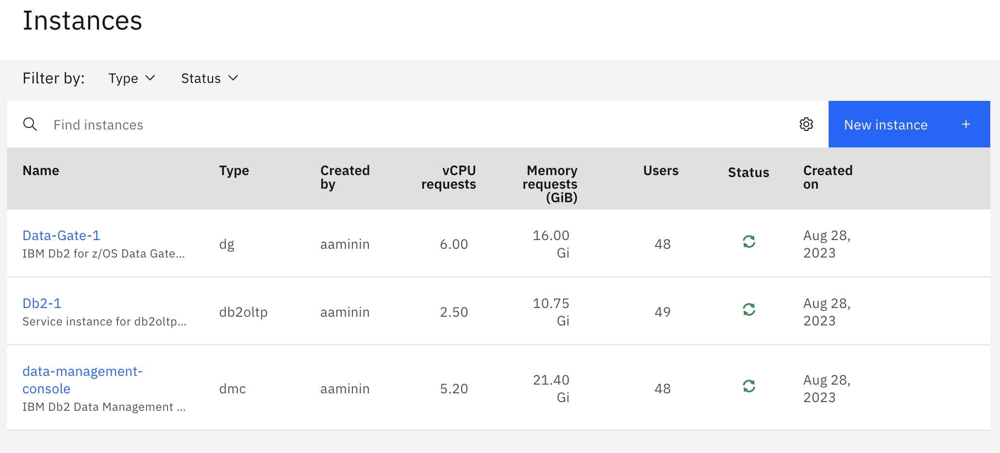 Instances
Filter by: Type Status
Find instances
New instance +
Name Type Created by vCPU requests Memory requests (GiB) Users Status Created on
Data-Gate-1
IBM Db2 for z/OS Data Gate...
dg aaminin 6.00 16.00 Gi 48 Aug 28, 2023
Db2-1
Service instance for db2oltp...
db2oltp aaminin 2.50 10.75 Gi 49 Aug 28, 2023
data-management-
console
IBM Db2 Data Management ...
dmc aaminin 5.20 21.40 Gi 48 Aug 28, 2023